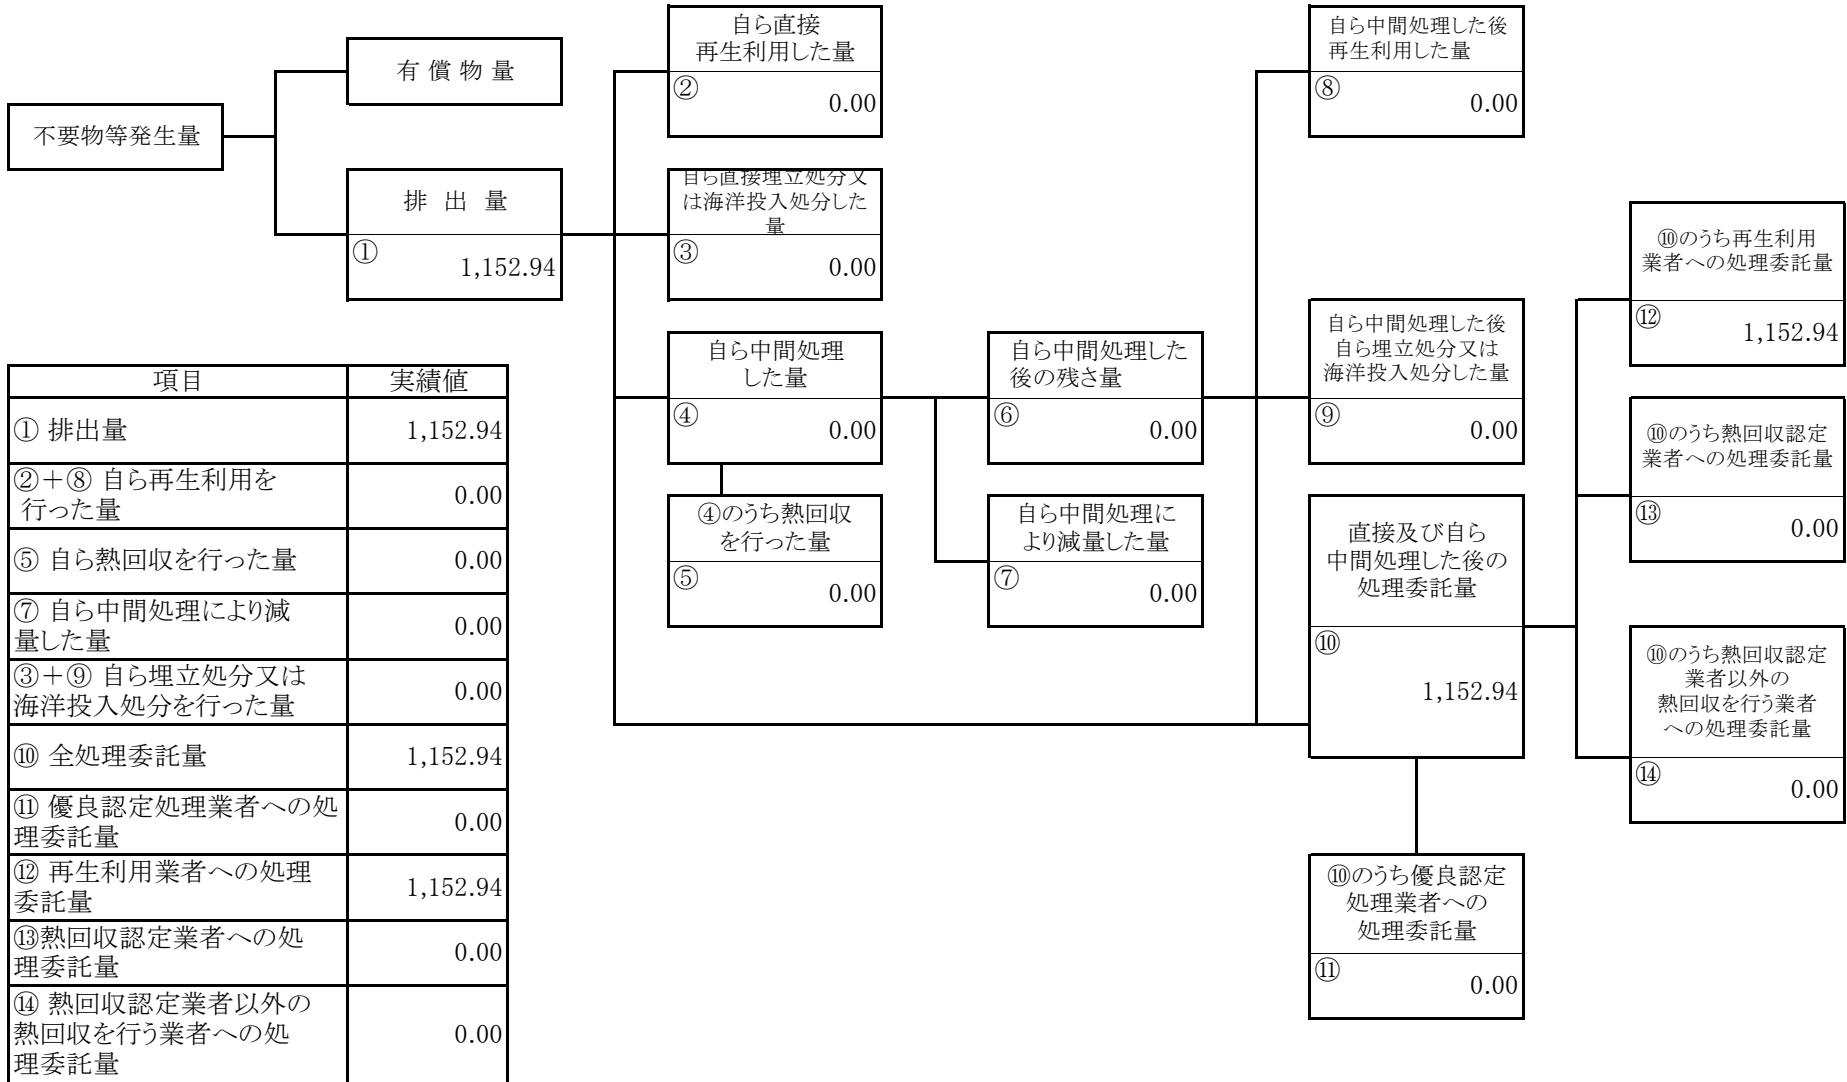 不要物等発生量
有 償 物 量
排 出 量
①
1,152.94
自ら直接
再生利用した量
②
0.00
自ら直接埋立処分又
は海洋投入処分した
量
③
0.00
自ら中間処理
した量
④
0.00
④のうち熱回収
を行った量
⑤
0.00
自ら中間処理した
後の残さ量
⑥
0.00
自ら中間処理に
より減量した量
⑦
0.00
自ら中間処理した後
再生利用した量
⑧
0.00
自ら中間処理した後
自ら埋立処分又は
海洋投入処分した量
⑨
0.00
直接及び自ら
中間処理した後の
処理委託量
⑩
1,152.94
⑩のうち優良認定
処理業者への
処理委託量
⑪
0.00
⑩のうち再生利用
業者への処理委託量
⑫
1,152.94
⑩のうち熱回収認定
業者への処理委託量
⑬
0.00
⑩のうち熱回収認定
業者以外の
熱回収を行う業者
への処理委託量
⑭
0.00
項目 実績値
① 排出量 1,152.94
②＋⑧ 自ら再生利用を
行った量 0.00
⑤ 自ら熱回収を行った量 0.00
⑦ 自ら中間処理により減
量した量 0.00
③＋⑨ 自ら埋立処分又は
海洋投入処分を行った量 0.00
⑩ 全処理委託量 1,152.94
⑪ 優良認定処理業者への処
理委託量 0.00
⑫ 再生利用業者への処理
委託量 1,152.94
⑬熱回収認定業者への処
理委託量 0.00
⑭ 熱回収認定業者以外の
熱回収を行う業者への処
理委託量 0.00